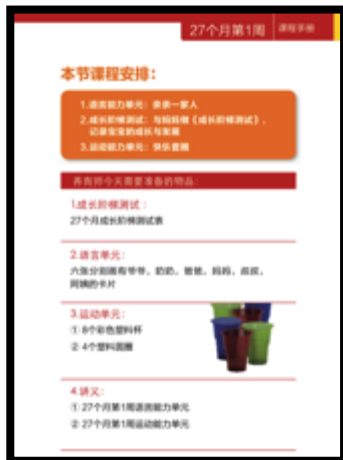 27个月第1周 课程手册
本节课程安排：
1.语言能力单元：亲亲一家人
2.成长阶梯测试：与妈妈做《成长阶梯测试》，
记录宝宝的成长与发展
3.运动能力单元：快乐套圈
养育师今天需要准备的物品：
1.成长阶梯测试：
27个月成长阶梯测试表
2.语言单元：
六张分别画有爷爷，奶奶，爸爸，妈妈，叔叔，
阿姨的卡片
3.运动单元：
① 8个彩色塑料杯
② 4个塑料圆圈
4.讲义：
① 27个月第1周语言能力单元
② 27个月第1周运动能力单元